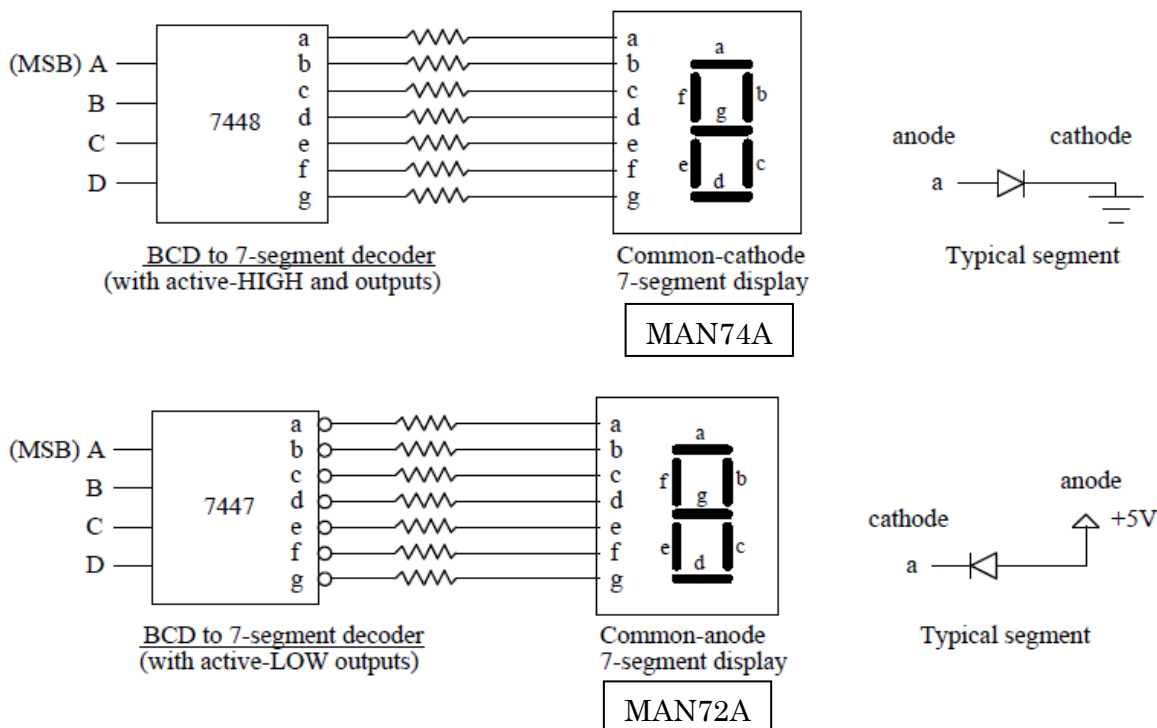 a
(MSB) A
b
B
c
7448
d
C
e
D
f
g
a
b
c
d
e
f
g
a
f
b
g
e
c
d
anode
cathode
a
BCD to 7-segment decoder
(with active-HIGH and outputs)
Common-cathode
7-segment display
Typical segment
MAN74A
a
(MSB) A
b
B
c
7447
d
C
e
D
f
g
a
b
c
d
e
f
g
a
f
b
g
e
c
d
anode
+5V
cathode
a
BCD to 7-segment decoder
(with active-LOW outputs)
Common-anode
7-segment display
Typical segment
MAN72A